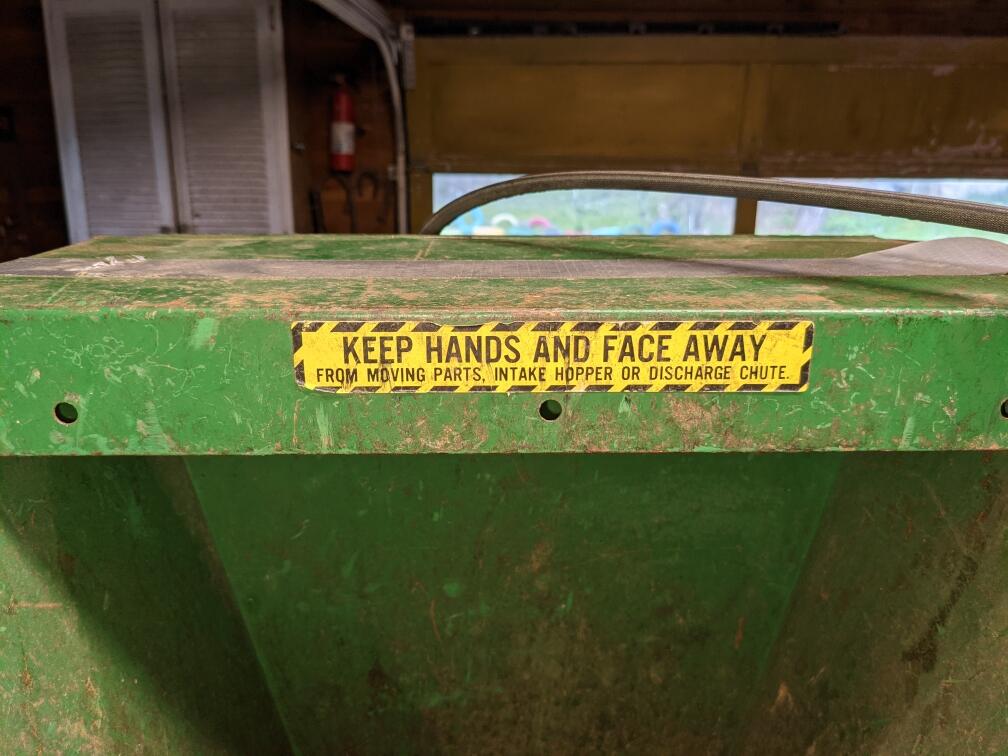 KEEP HANDS AND FACE AWAY
FROM MOVING PARTS, INTAKE HOPPER OR DISCHARGE CHUTE.